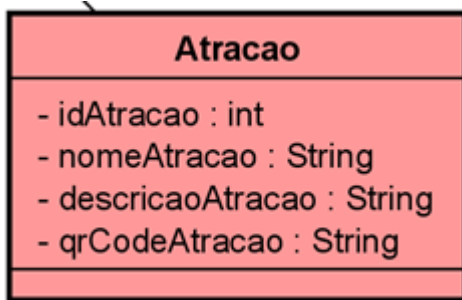 Atracao
- idAtracao : int
- nomeAtracao : String
- descricaoAtracao : String
- qrCodeAtracao : String